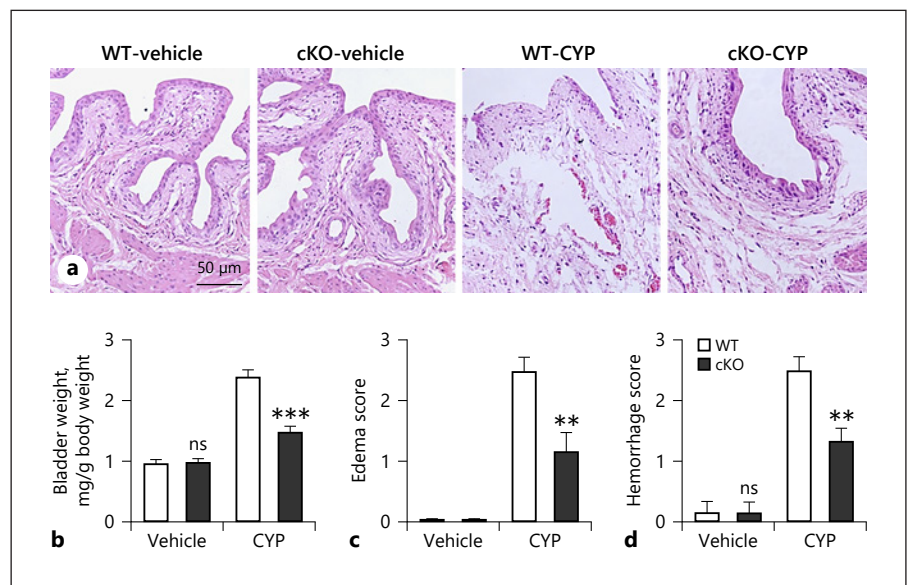 WT-vehicle cKO-vehicle WT-CYP cKO-CYP
a 50 µm
Bladder weight,
mg/g body weight
3
2
1
0
ns
***
Vehicle CYP
b
Edema score
3
2
1
0
**
CYP
c
Hemorrhage score
3
2
1
0
WT
cKO
ns
**
Vehicle CYP
d